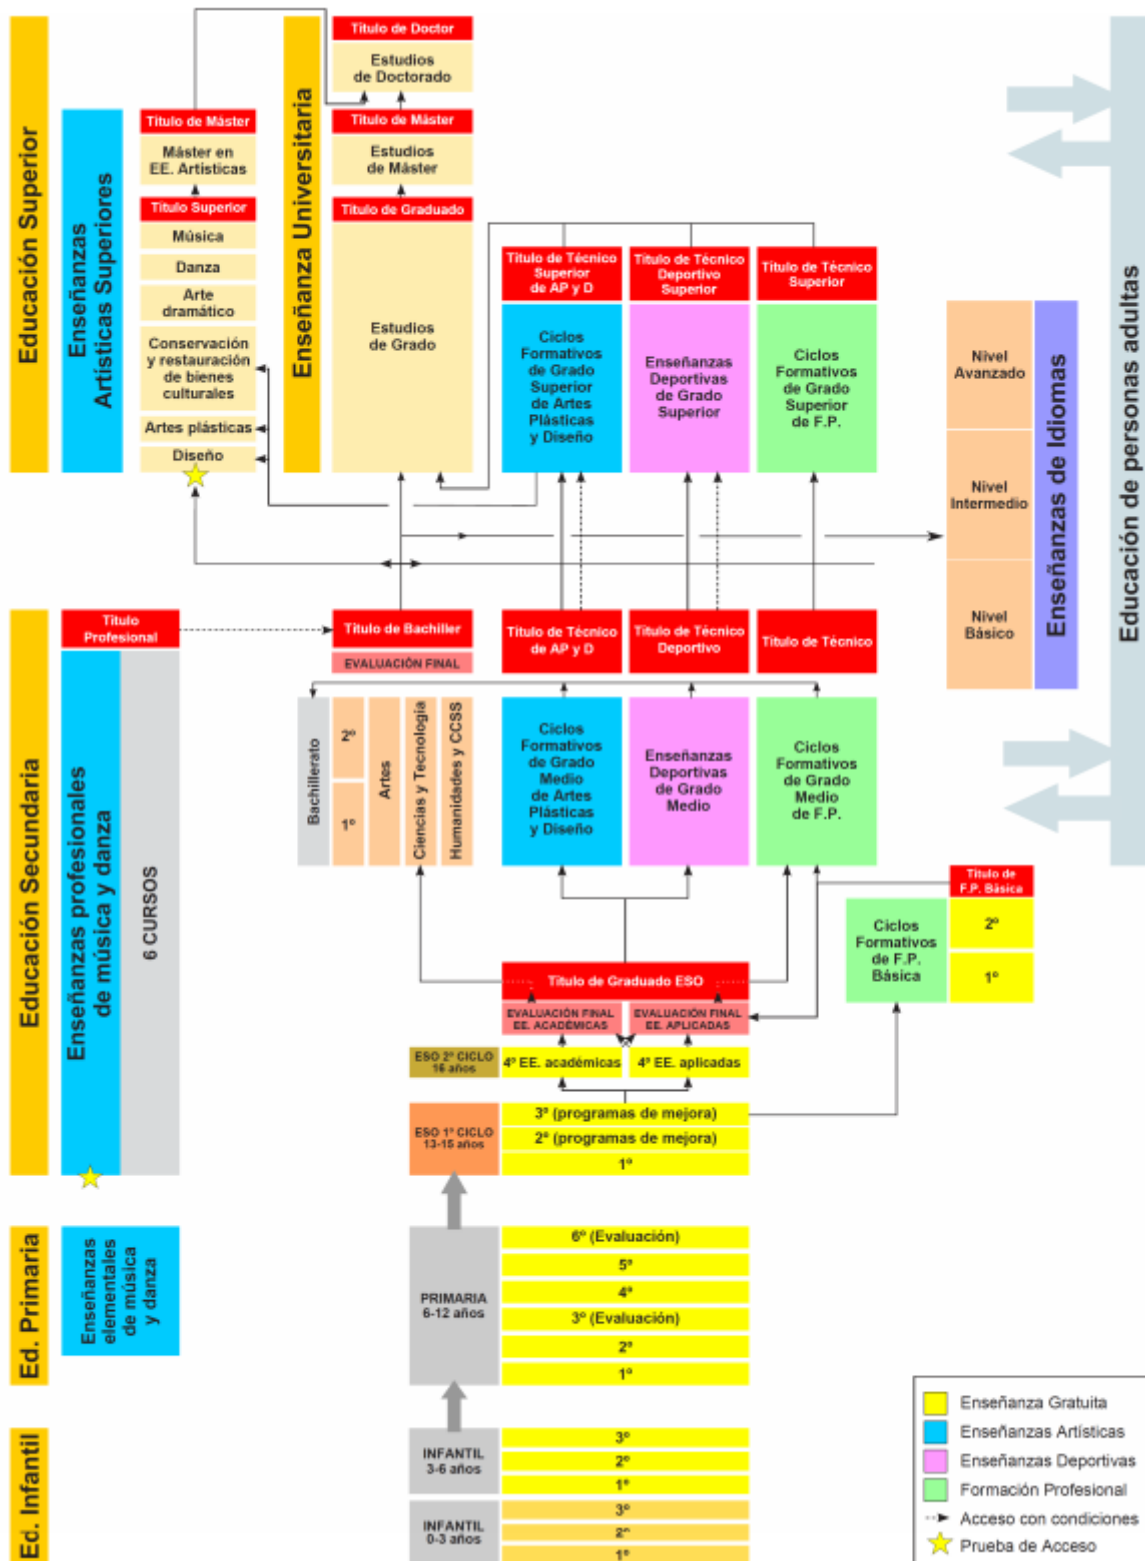 Educación Superior
Enseñanzas
Artísticas Superiores
Título de Máster
Máster en
EE. Artísticas
Título Superior
Música
Danza
Arte
dramático
Conservación
y restauración
de bienes
culturales
Artes plásticas
Diseño
Enseñanza Universitaria
Título de Doctor
Estudios
de Doctorado
Título de Máster
Estudios
de Máster
Título de Graduado
Estudios
de Grado
Título de Técnico
Superior
de AP y D
Ciclos
Formativos
de Grado
Superior
de Artes
Plásticas
y Diseño
Título de Técnico
Deportivo
Superior
Enseñanzas
Deportivas
de Grado
Superior
Título de Técnico
Superior
Ciclos
Formativos
de Grado
Superior
de F.P.
Nivel
Avanzado
Nivel
Intermedio
Nivel
Básico
Enseñanzas de Idiomas
Educación de personas adultas
Educación Secundaria
Título
Profesional
Enseñanzas profesionales
de música y danza
6 CURSOS
Título de Bachiller
EVALUACIÓN FINAL
Bachillerato
2º
1º
Artes
Ciencias y Tecnología
Humanidades y CCSS
Título de Técnico
de AP y D
Ciclos
Formativos
de Grado
Medio
de Artes
Plásticas
y Diseño
Título de Técnico
Deportivo
Enseñanzas
Deportivas
de Grado
Medio
Título de Técnico
Ciclos
Formativos
de Grado
Medio
de F.P.
Título de
F.P. Básica
Ciclos
Formativos
de F.P.
Básica
2º
1º
Título de Graduado ESO
EVALUACIÓN FINAL
EE. ACADÉMICAS
EVALUACIÓN FINAL
EE. APLICADAS
ESO 2º CICLO
16 años
4º EE. académicas
4º EE. aplicadas
ESO 1º CICLO
13-15 años
3º (programas de mejora)
2º (programas de mejora)
1º
Ed. Primaria
Enseñanzas
elementales
de música
y danza
PRIMARIA
6-12 años
6º (Evaluación)
5º
4º
3º (Evaluación)
2º
1º
Ed. Infantil
INFANTIL
3-6 años
3º
2º
1º
INFANTIL
0-3 años
3º
2º
1º
Enseñanza Gratuita
Enseñanzas Artísticas
Enseñanzas Deportivas
Formación Profesional
Acceso con condiciones
Prueba de Acceso